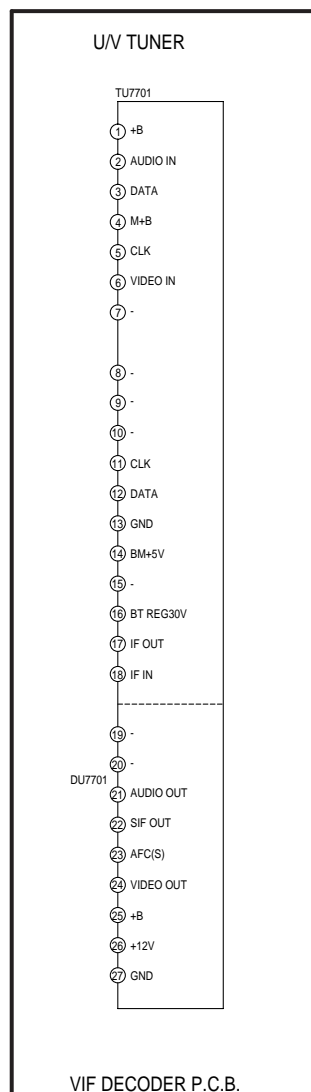 U/V TUNER
TU7701
1 +B
2 AUDIO IN
3 DATA
4 M+B
5 CLK
6 VIDEO IN
7 -
8 -
9 -
10 -
11 CLK
12 DATA
13 GND
14 BM+5V
15 -
16 BT REG30V
17 IF OUT
18 IF IN
19 -
20 -
DU7701
21 AUDIO OUT
22 SIF OUT
23 AFC(S)
24 VIDEO OUT
25 +B
26 +12V
27 GND
VIF DECODER P.C.B.